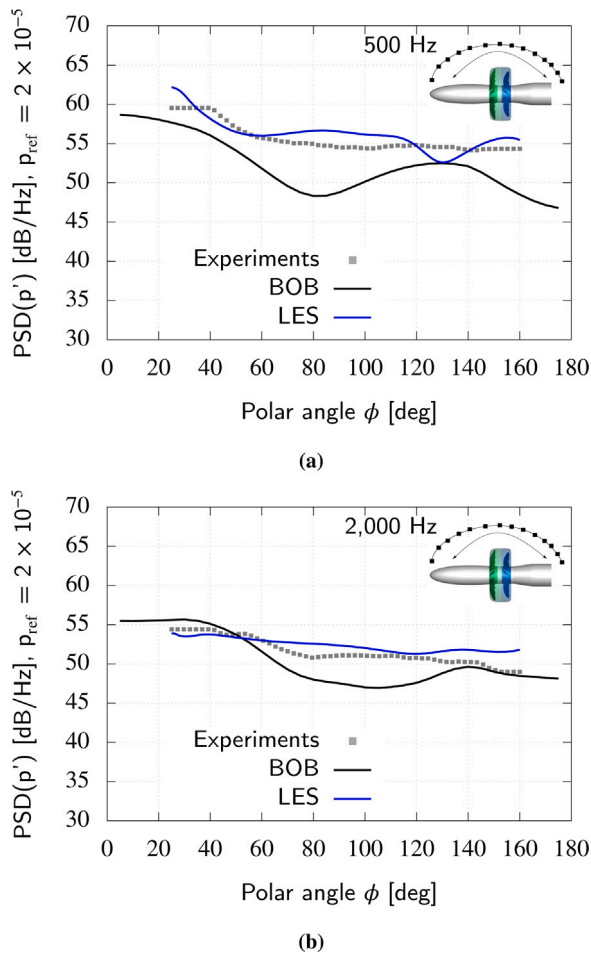 70
65
60
55
50
45
40
35
30
PSD(p') [dB/Hz], p_ref = 2 × 10⁻⁵
500 Hz
Experiments
BOB
LES
0 20 40 60 80 100 120 140 160 180
Polar angle ϕ [deg]
(a)
70
65
60
55
50
45
40
35
30
PSD(p') [dB/Hz], p_ref = 2 × 10⁻⁵
2,000 Hz
Experiments
BOB
LES
0 20 40 60 80 100 120 140 160 180
Polar angle ϕ [deg]
(b)